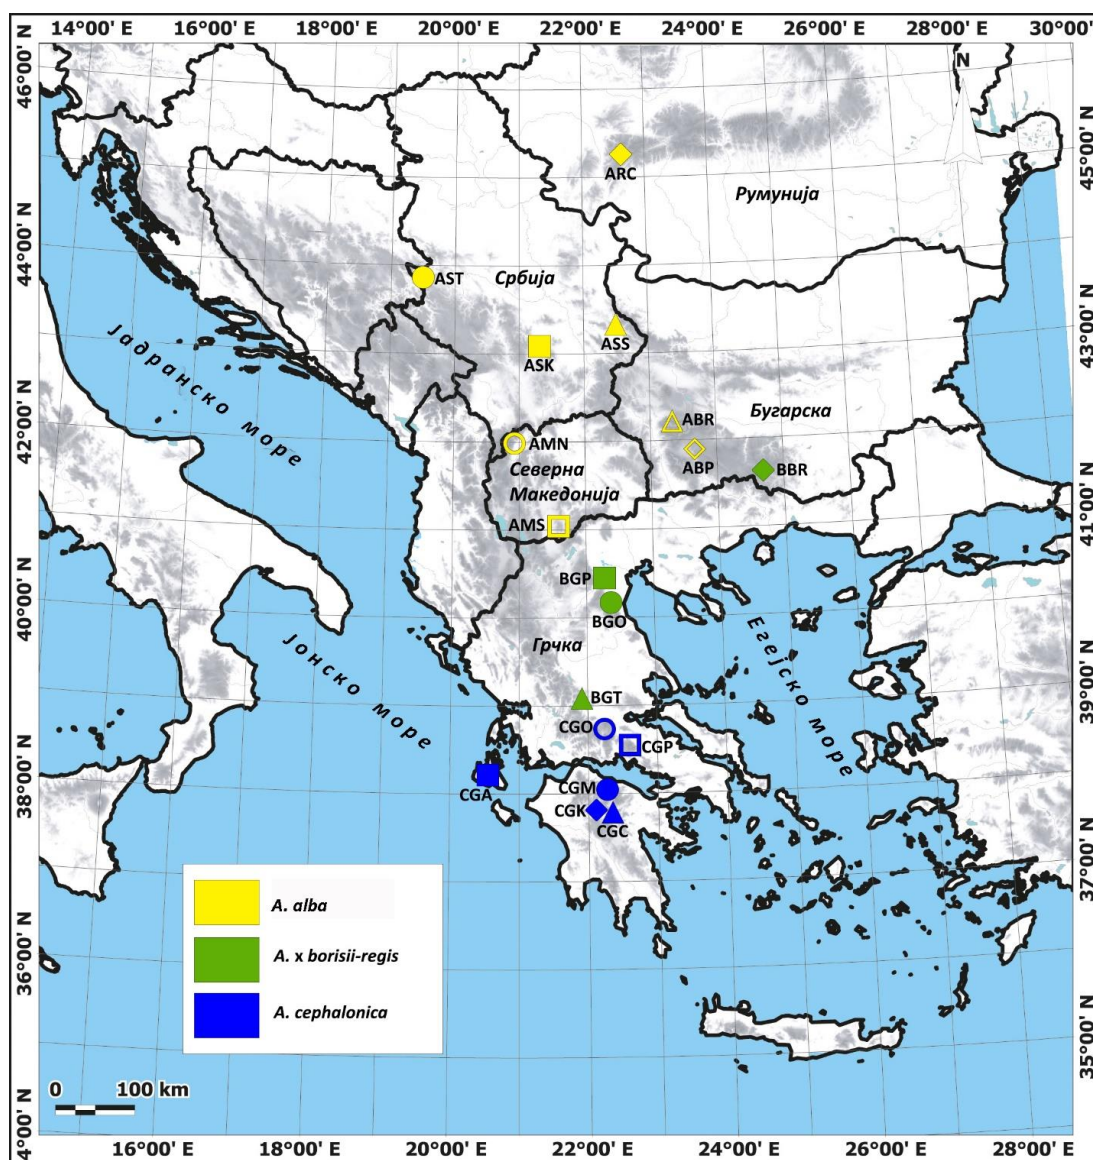 14°00' E 16°00' E 18°00' E 20°00' E 22°00' E 24°00' E 26°00' E 28°00' E 30°00' E
46°00' N
44°00' N
42°00' N
40°00' N
38°00' N
36°00' N
4°00' N
45°00' N
43°00' N
41°00' N
39°00' N
37°00' N
35°00' N
N
ARC
Румунија
AST
Србија
ASS
ASK
Јадранско море
ABR
Бугарска
AMN
ABP
BBR
Северна
Македонија
AMS
BGP
BGO
Грчка
Јонско море
Егејско море
BGT
CGO
CGP
CGA
CGM
CGK
CGC
A. alba
A. x borisii-regis
A. cephalonica
0 100 km
16°00' E 18°00' E 20°00' E 22°00' E 24°00' E 26°00' E 28°00' E